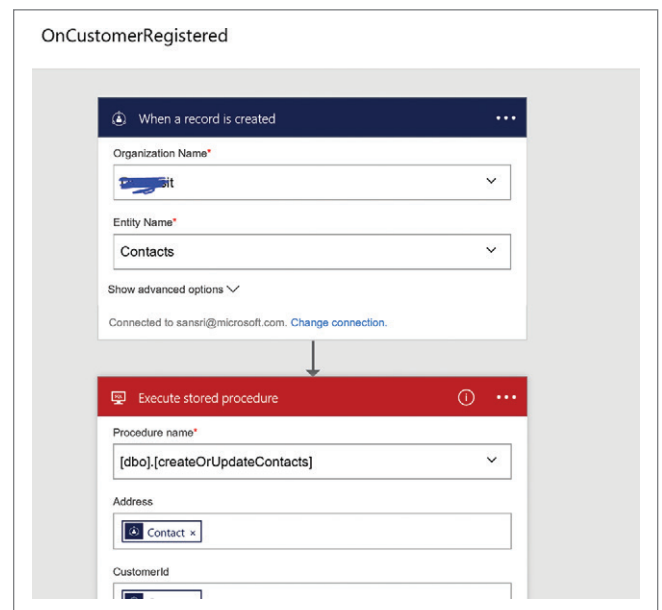 OnCustomerRegistered
When a record is created
Organization Name*
Entity Name*
Contacts
Show advanced options
Connected to sansri@microsoft.com. Change connection.
Execute stored procedure
Procedure name*
[dbo].[createOrUpdateContacts]
Address
Contact ×
CustomerId